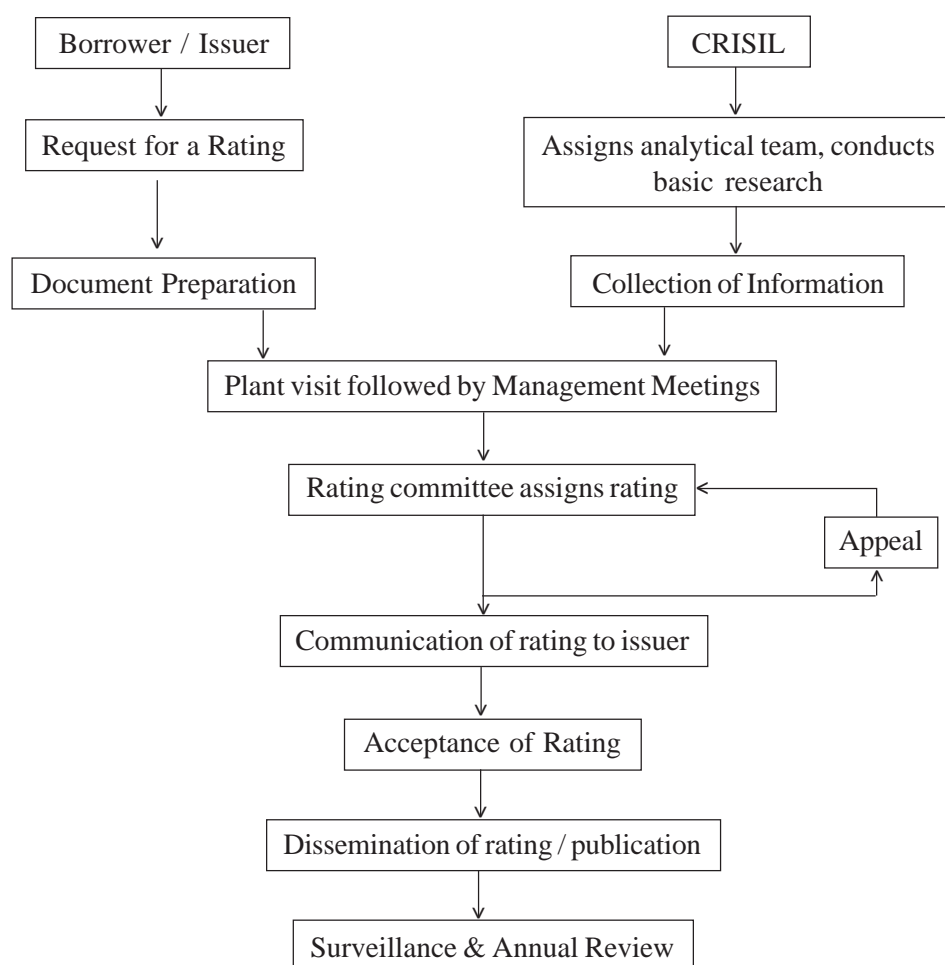 Borrower / Issuer
CRISIL
Request for a Rating
Assigns analytical team, conducts
basic research
Document Preparation
Collection of Information
Plant visit followed by Management Meetings
Rating committee assigns rating
Appeal
Communication of rating to issuer
Acceptance of Rating
Dissemination of rating / publication
Surveillance & Annual Review